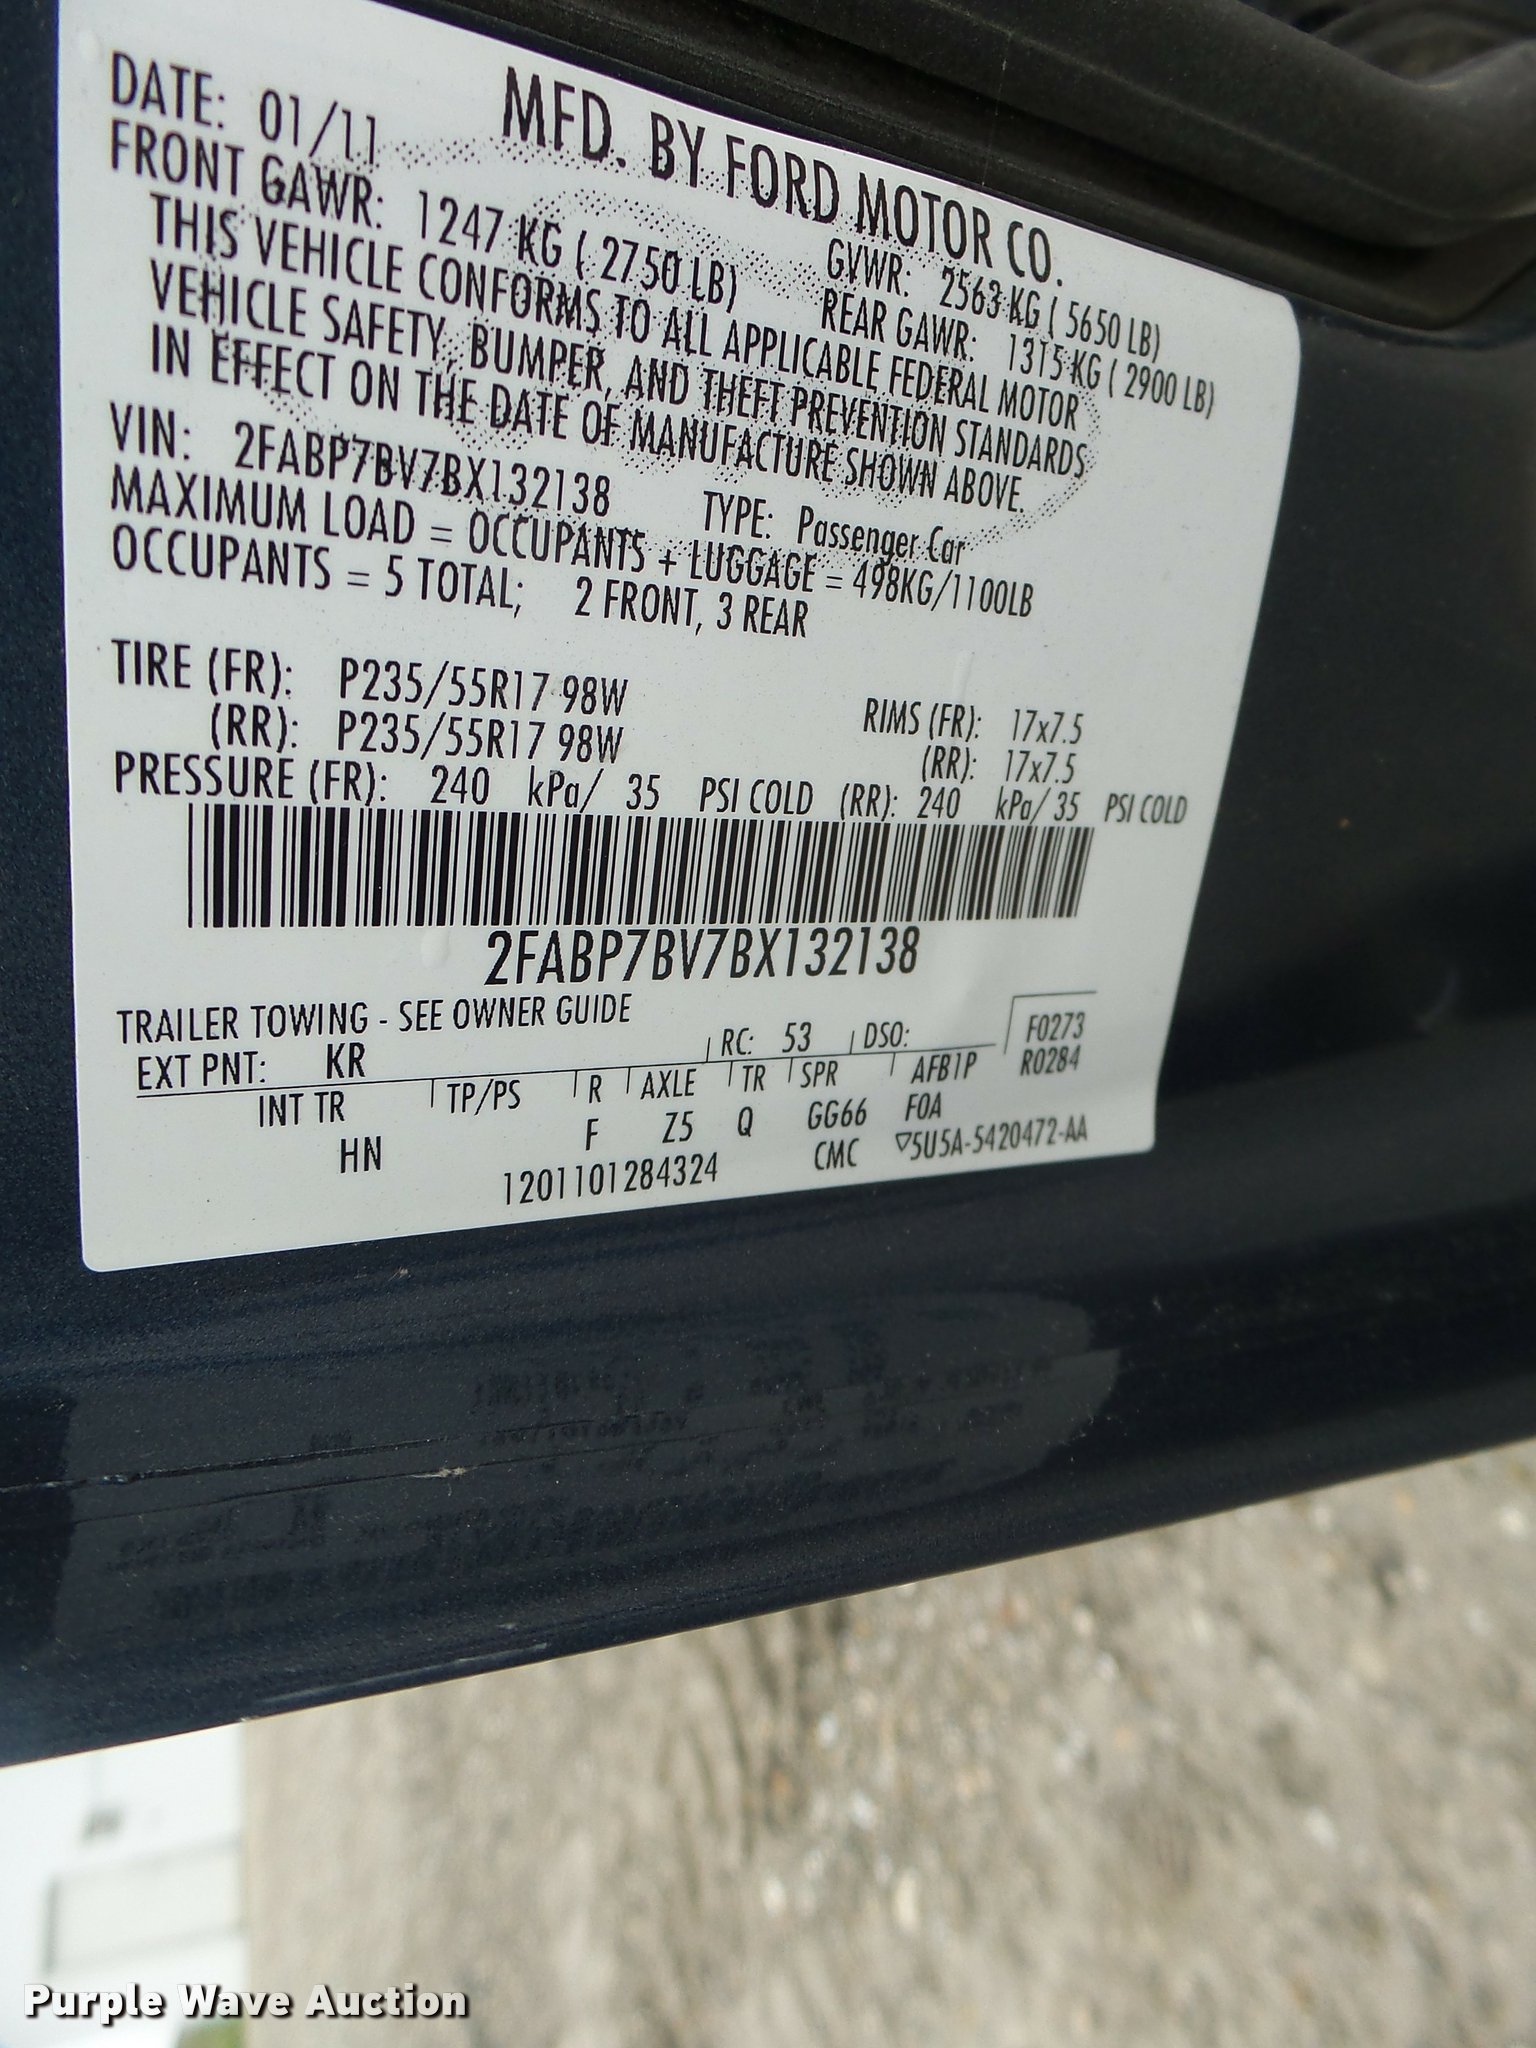 MFD. BY FORD MOTOR CO.
DATE: 01/11 GVWR: 2563 KG ( 5650 LB)
FRONT GAWR: 1247 KG ( 2750 LB) REAR GAWR: 1315 KG ( 2900 LB)
THIS VEHICLE CONFORMS TO ALL APPLICABLE FEDERAL MOTOR
VEHICLE SAFETY, BUMPER, AND THEFT PREVENTION STANDARDS
IN EFFECT ON THE DATE OF MANUFACTURE SHOWN ABOVE.
VIN: 2FABP7BV7BX132138 TYPE: Passenger Car
MAXIMUM LOAD = OCCUPANTS + LUGGAGE = 498KG/1100LB
OCCUPANTS = 5 TOTAL; 2 FRONT, 3 REAR
TIRE (FR): P235/55R17 98W RIMS (FR): 17x7.5
(RR): P235/55R17 98W (RR): 17x7.5
PRESSURE (FR): 240 kPa/ 35 PSI COLD (RR): 240 kPa/ 35 PSI COLD
2FABP7BV7BX132138
TRAILER TOWING - SEE OWNER GUIDE
EXT PNT: KR RC: 53 DSO: F0273
R0284
INT TR TP/PS R AXLE TR SPR AFB1P
HN F Z5 Q GG66 F0A
1201101284324 CMC ▽5U5A-5420472-AA
Purple Wave Auction